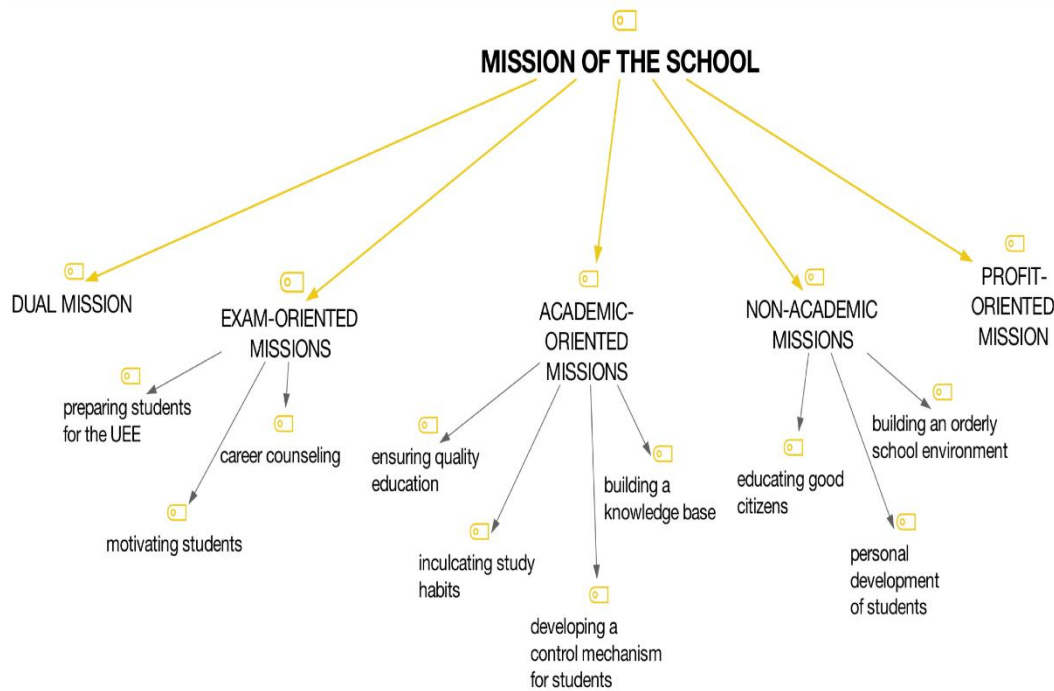 MISSION OF THE SCHOOL
DUAL MISSION
EXAM-ORIENTED
MISSIONS
preparing students
for the UEE
career counseling
motivating students
ACADEMIC-
ORIENTED
MISSIONS
ensuring quality
education
inculcating study
habits
developing a
control mechanism
for students
building a
knowledge base
NON-ACADEMIC
MISSIONS
educating good
citizens
personal
development
of students
building an orderly
school environment
PROFIT-
ORIENTED
MISSION